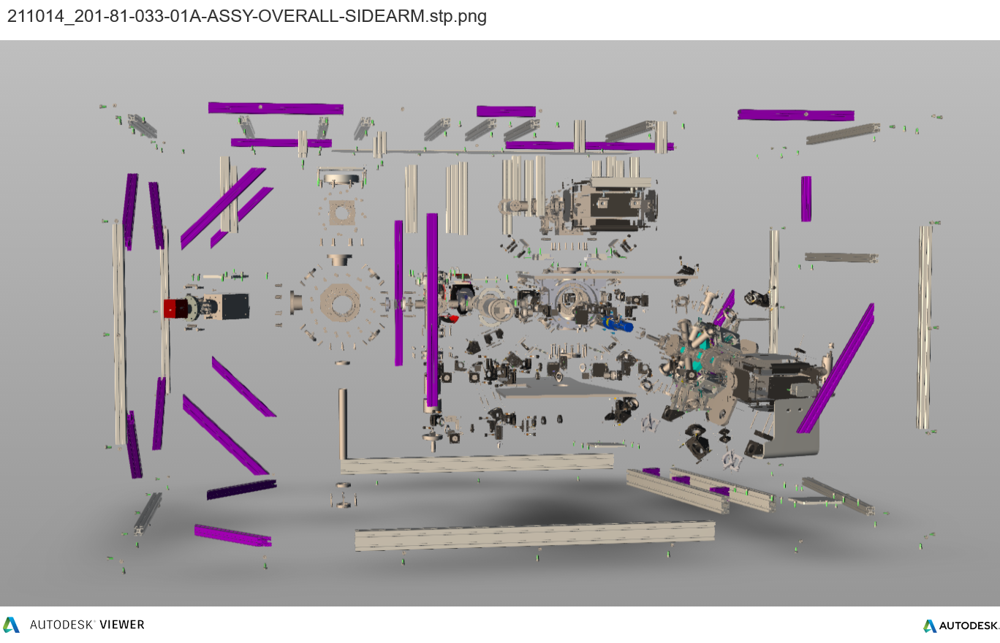 211014_201-81-033-01A-ASSY-OVERALL-SIDEARM.stp.png
AUTODESK® VIEWER
AUTODESK.